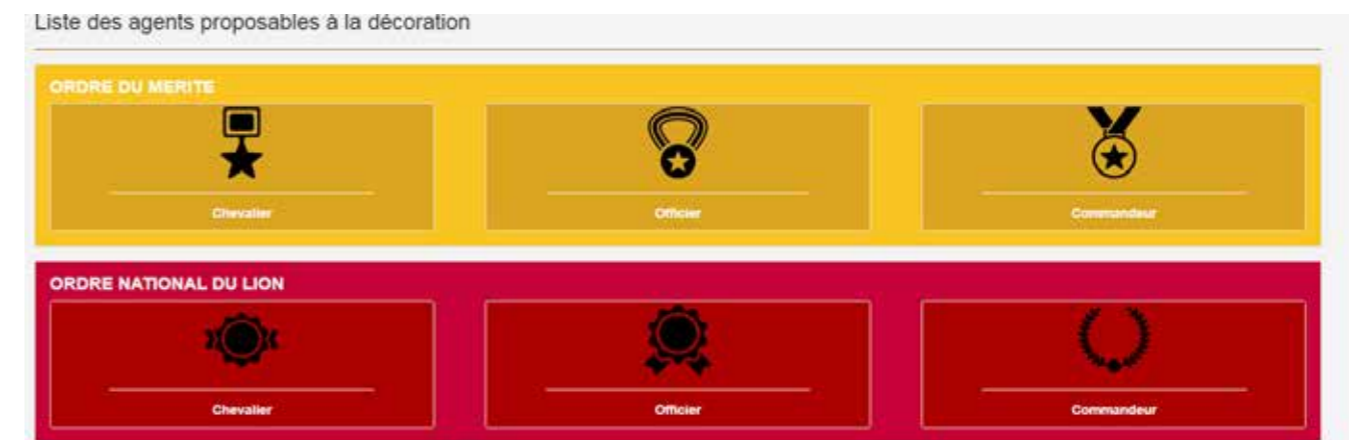 Liste des agents proposables à la décoration
ORDRE DU MERITE
Chevalier
Officier
Commandeur
ORDRE NATIONAL DU LION
Chevalier
Officier
Commandeur